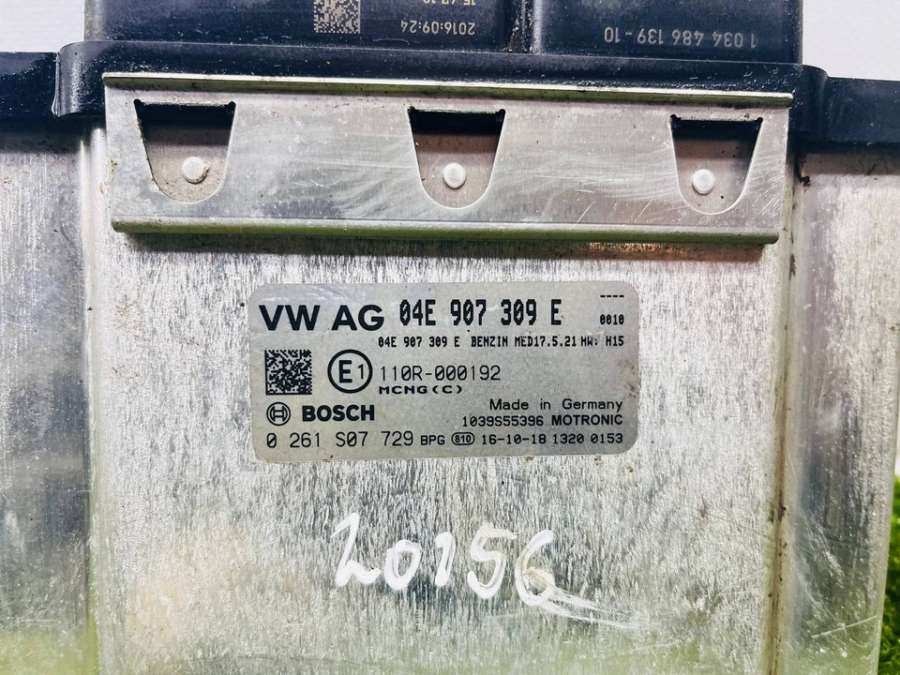 2016-09:24
1 034 486 139-10
VW AG 04E 907 309 E ----
0010
04E 907 309 E BENZIN MED17.5.21 HW: H15
E1 110R-000192
MCNG(C)
BOSCH Made in Germany
1039S55396 MOTRONIC
0 261 S07 729 BPG 810 16-10-18 1320 0153
20156